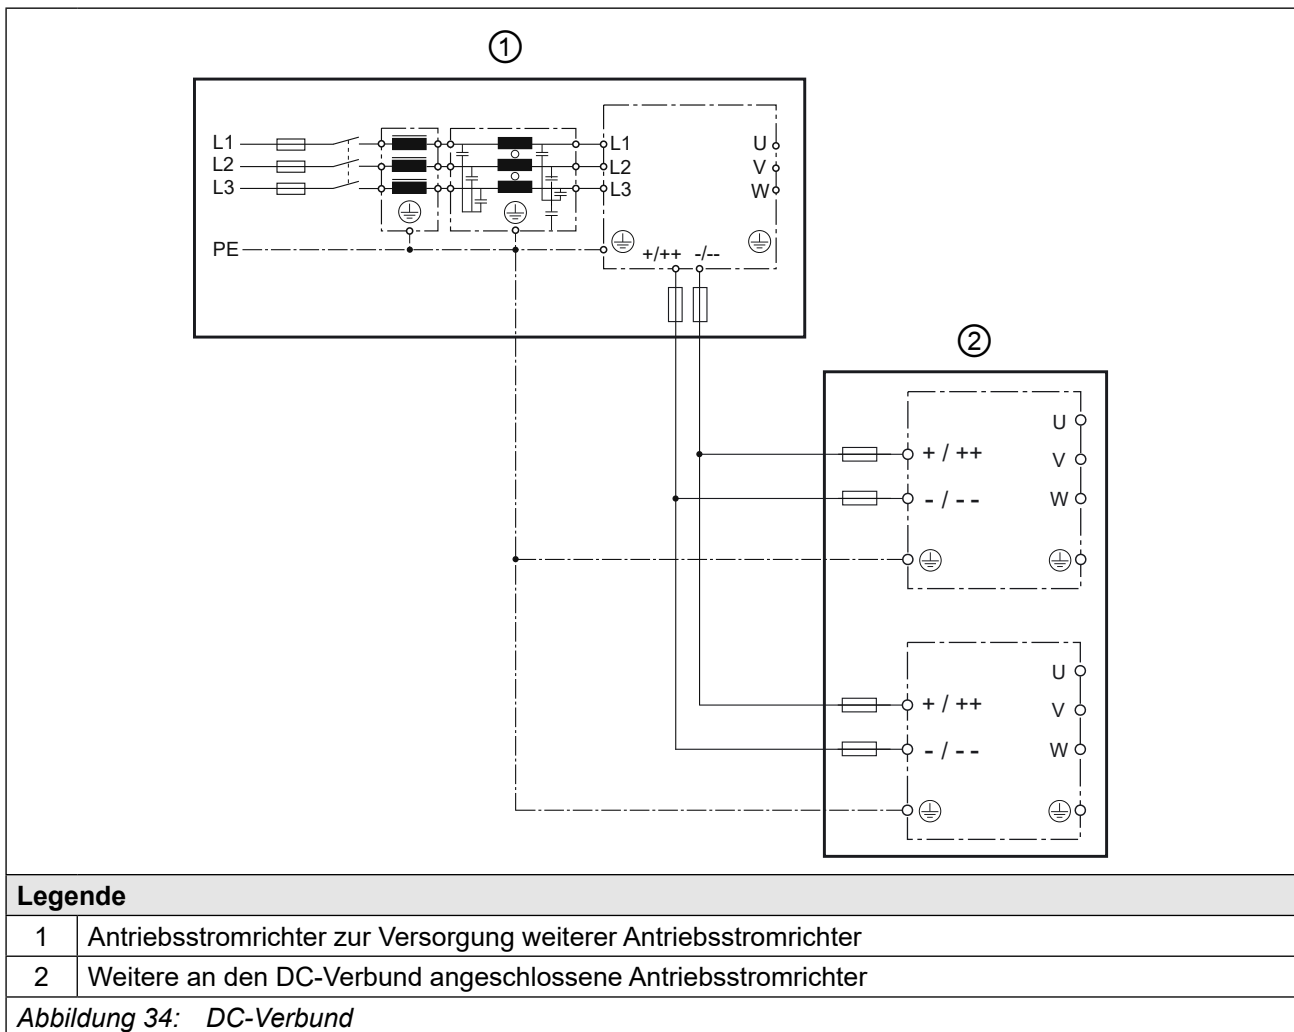 1
L1
L2
L3
PE
L1
L2
L3
U
V
W
+/++ -/--
2
U
+ / ++
V
- / - -
W
U
+ / ++
V
- / - -
W
Legende
1 Antriebsstromrichter zur Versorgung weiterer Antriebsstromrichter
2 Weitere an den DC-Verbund angeschlossene Antriebsstromrichter
Abbildung 34: DC-Verbund